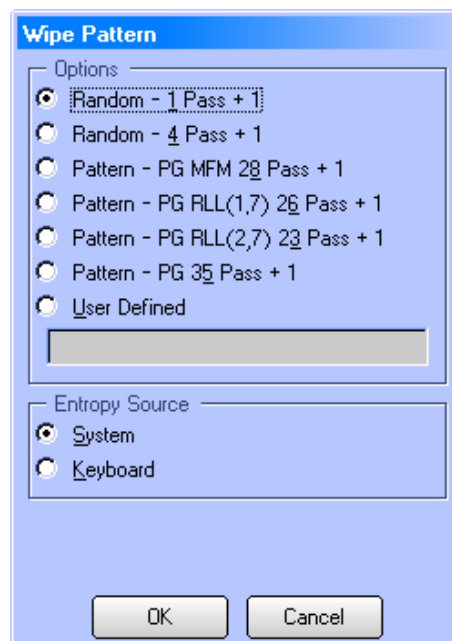 Wipe Pattern
Options
Random - 1 Pass + 1
Random - 4 Pass + 1
Pattern - PG MFM 28 Pass + 1
Pattern - PG RLL(1,7) 26 Pass + 1
Pattern - PG RLL(2,7) 23 Pass + 1
Pattern - PG 35 Pass + 1
User Defined
Entropy Source
System
Keyboard
OK
Cancel